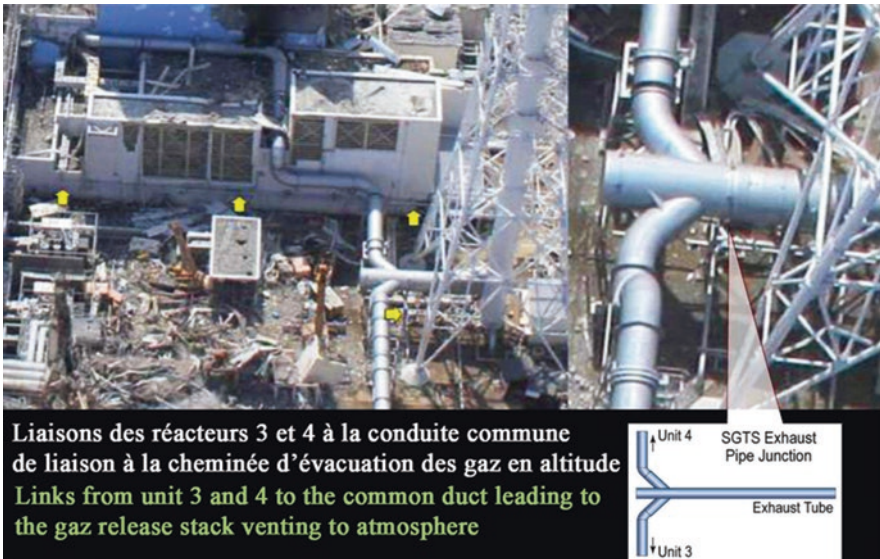 Liaisons des réacteurs 3 et 4 à la conduite commune
de liaison à la cheminée d'évacuation des gaz en altitude
Links from unit 3 and 4 to the common duct leading to
the gaz release stack venting to atmosphere
Unit 4
SGTS Exhaust
Pipe Junction
Exhaust Tube
Unit 3